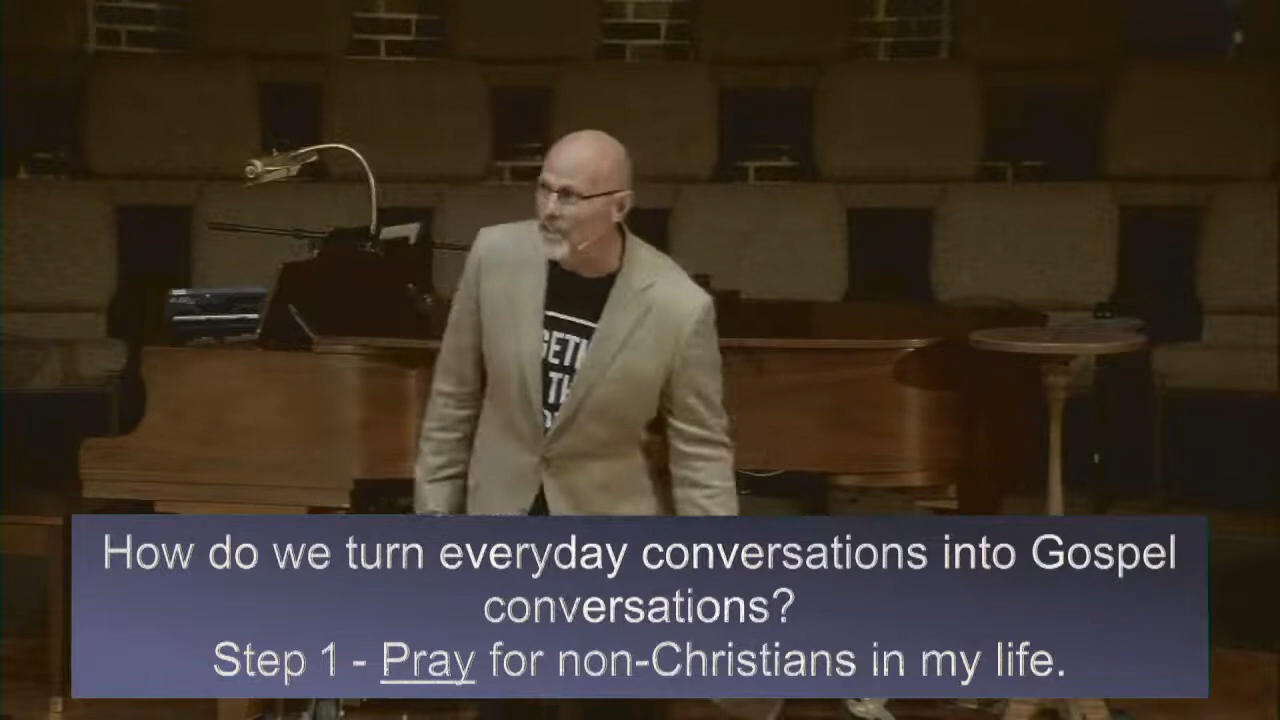 How do we turn everyday conversations into Gospel
conversations?
Step 1 - Pray for non-Christians in my life.